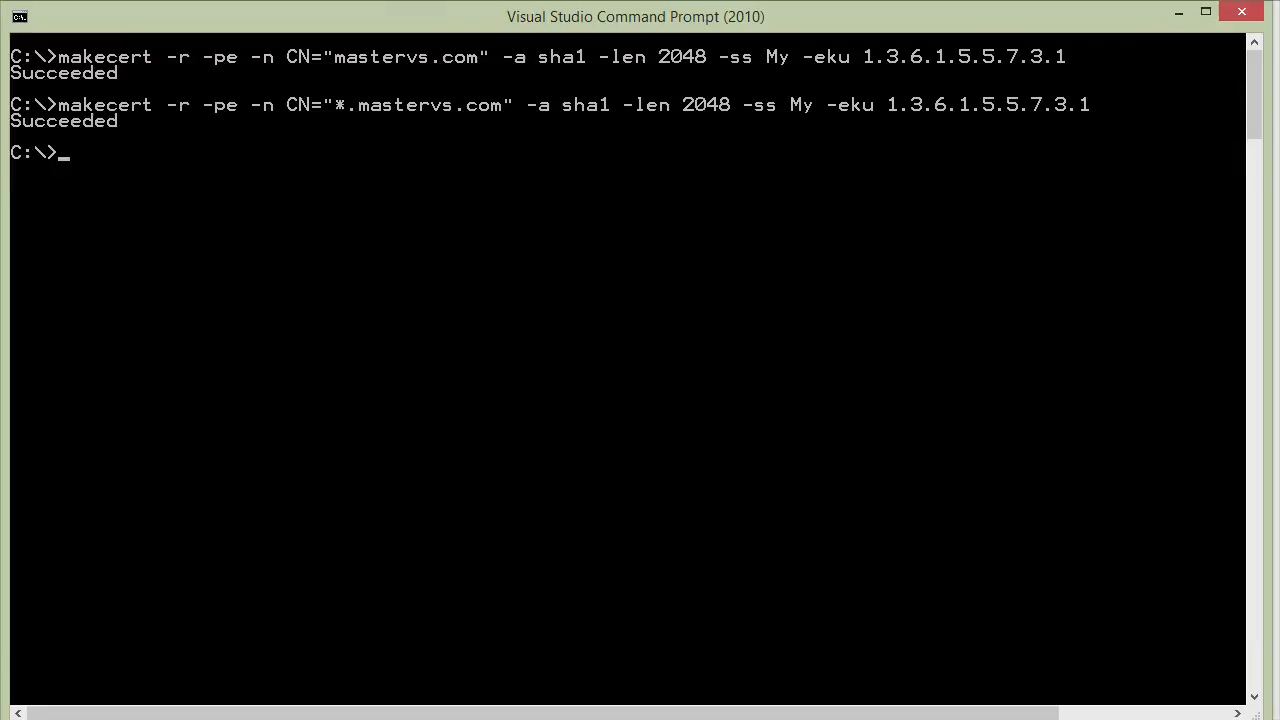 Visual Studio Command Prompt (2010)
C:\>makecert -r -pe -n CN="mastervs.com" -a sha1 -len 2048 -ss My -eku 1.3.6.1.5.5.7.3.1
Succeeded
C:\>makecert -r -pe -n CN="*.mastervs.com" -a sha1 -len 2048 -ss My -eku 1.3.6.1.5.5.7.3.1
Succeeded
C:\>_